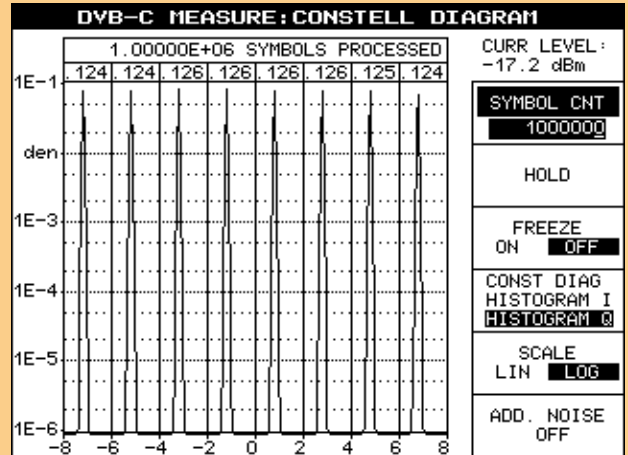 DVB-C MEASURE:CONSTELL DIAGRAM
1.00000E+06 SYMBOLS PROCESSED
.124 .124 .126 .126 .126 .126 .125 .124
1E-1
den
1E-3
1E-4
1E-5
1E-6
-8 -6 -4 -2 0 2 4 6 8
CURR LEVEL:
-17.2 dBm
SYMBOL CNT
1000000
HOLD
FREEZE
ON OFF
CONST DIAG
HISTOGRAM I
HISTOGRAM Q
SCALE
LIN LOG
ADD. NOISE
OFF